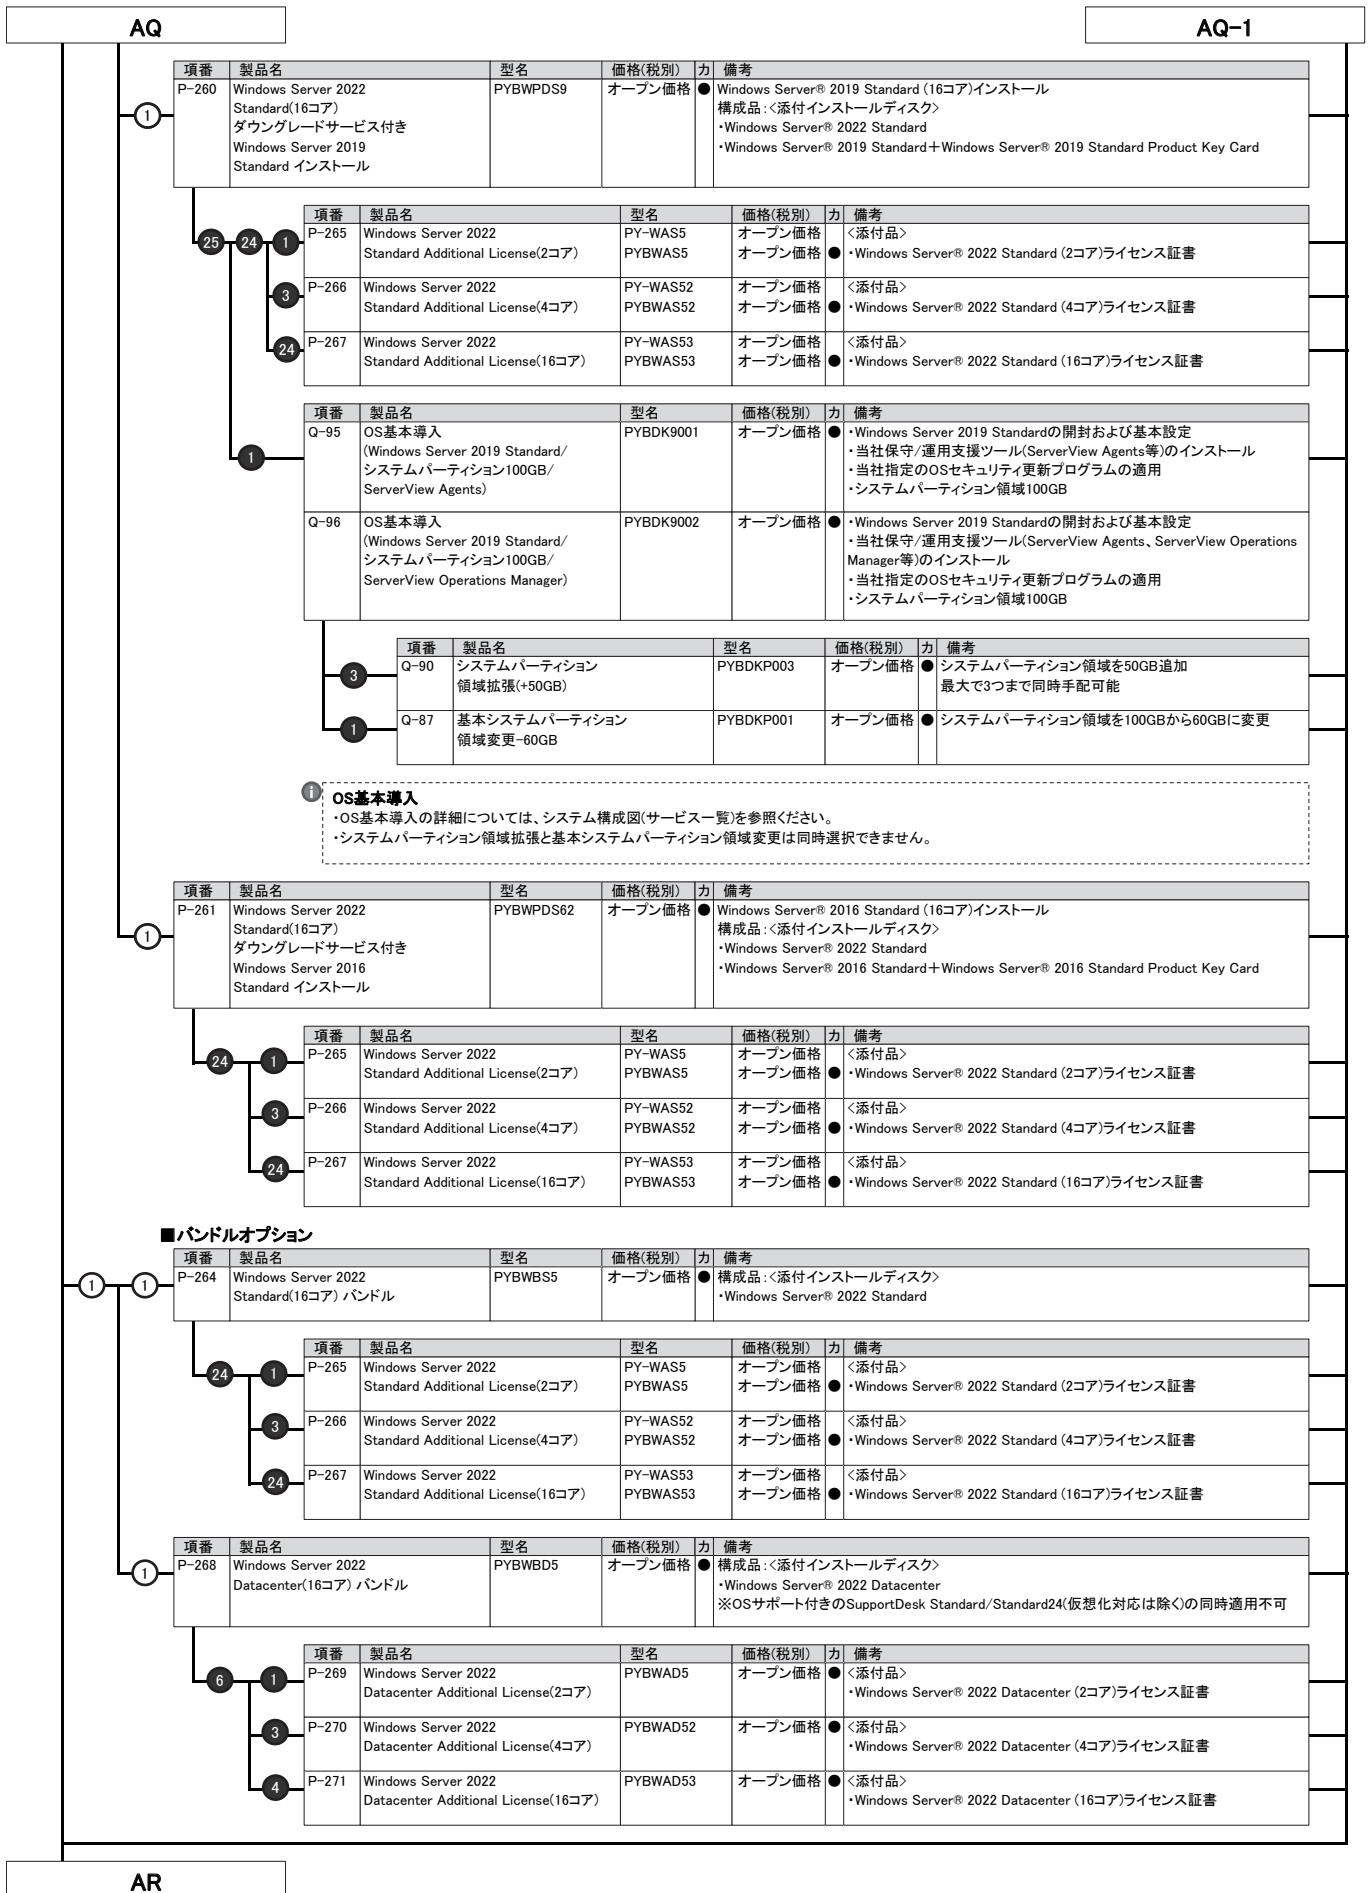 AQ
AQ-1
項番 製品名 型名 価格(税別) カ 備考
P-260 Windows Server 2022 PYBWPDS9 オープン価格 ● Windows Server® 2019 Standard (16コア)インストール
Standard(16コア) 構成品:<添付インストールディスク>
① ダウングレードサービス付き ・Windows Server® 2022 Standard
Windows Server 2019 ・Windows Server® 2019 Standard＋Windows Server® 2019 Standard Product Key Card
Standard インストール
項番 製品名 型名 価格(税別) カ 備考
25 24 1 P-265 Windows Server 2022 PY-WAS5 オープン価格 <添付品>
Standard Additional License(2コア) PYBWAS5 オープン価格 ● ・Windows Server® 2022 Standard (2コア)ライセンス証書
3 P-266 Windows Server 2022 PY-WAS52 オープン価格 <添付品>
Standard Additional License(4コア) PYBWAS52 オープン価格 ● ・Windows Server® 2022 Standard (4コア)ライセンス証書
24 P-267 Windows Server 2022 PY-WAS53 オープン価格 <添付品>
Standard Additional License(16コア) PYBWAS53 オープン価格 ● ・Windows Server® 2022 Standard (16コア)ライセンス証書
項番 製品名 型名 価格(税別) カ 備考
Q-95 OS基本導入 PYBDK9001 オープン価格 ● ・Windows Server 2019 Standardの開封および基本設定
1 (Windows Server 2019 Standard/ ・当社保守/運用支援ツール(ServerView Agents等)のインストール
システムパーティション100GB/ ・当社指定のOSセキュリティ更新プログラムの適用
ServerView Agents) ・システムパーティション領域100GB
Q-96 OS基本導入 PYBDK9002 オープン価格 ● ・Windows Server 2019 Standardの開封および基本設定
(Windows Server 2019 Standard/ ・当社保守/運用支援ツール(ServerView Agents、ServerView Operations
システムパーティション100GB/ Manager等)のインストール
ServerView Operations Manager) ・当社指定のOSセキュリティ更新プログラムの適用
・システムパーティション領域100GB
項番 製品名 型名 価格(税別) カ 備考
3 Q-90 システムパーティション PYBDKP003 オープン価格 ● システムパーティション領域を50GB追加
領域拡張(+50GB) 最大で3つまで同時手配可能
1 Q-87 基本システムパーティション PYBDKP001 オープン価格 ● システムパーティション領域を100GBから60GBに変更
領域変更-60GB
i OS基本導入
・OS基本導入の詳細については、システム構成図(サービス一覧)を参照ください。
・システムパーティション領域拡張と基本システムパーティション領域変更は同時選択できません。
項番 製品名 型名 価格(税別) カ 備考
P-261 Windows Server 2022 PYBWPDS62 オープン価格 ● Windows Server® 2016 Standard (16コア)インストール
Standard(16コア) 構成品:<添付インストールディスク>
① ダウングレードサービス付き ・Windows Server® 2022 Standard
Windows Server 2016 ・Windows Server® 2016 Standard＋Windows Server® 2016 Standard Product Key Card
Standard インストール
項番 製品名 型名 価格(税別) カ 備考
24 1 P-265 Windows Server 2022 PY-WAS5 オープン価格 <添付品>
Standard Additional License(2コア) PYBWAS5 オープン価格 ● ・Windows Server® 2022 Standard (2コア)ライセンス証書
3 P-266 Windows Server 2022 PY-WAS52 オープン価格 <添付品>
Standard Additional License(4コア) PYBWAS52 オープン価格 ● ・Windows Server® 2022 Standard (4コア)ライセンス証書
24 P-267 Windows Server 2022 PY-WAS53 オープン価格 <添付品>
Standard Additional License(16コア) PYBWAS53 オープン価格 ● ・Windows Server® 2022 Standard (16コア)ライセンス証書
■バンドルオプション
項番 製品名 型名 価格(税別) カ 備考
① ① P-264 Windows Server 2022 PYBWBS5 オープン価格 ● 構成品:<添付インストールディスク>
Standard(16コア) バンドル ・Windows Server® 2022 Standard
項番 製品名 型名 価格(税別) カ 備考
24 1 P-265 Windows Server 2022 PY-WAS5 オープン価格 <添付品>
Standard Additional License(2コア) PYBWAS5 オープン価格 ● ・Windows Server® 2022 Standard (2コア)ライセンス証書
3 P-266 Windows Server 2022 PY-WAS52 オープン価格 <添付品>
Standard Additional License(4コア) PYBWAS52 オープン価格 ● ・Windows Server® 2022 Standard (4コア)ライセンス証書
24 P-267 Windows Server 2022 PY-WAS53 オープン価格 <添付品>
Standard Additional License(16コア) PYBWAS53 オープン価格 ● ・Windows Server® 2022 Standard (16コア)ライセンス証書
項番 製品名 型名 価格(税別) カ 備考
① P-268 Windows Server 2022 PYBWBD5 オープン価格 ● 構成品:<添付インストールディスク>
Datacenter(16コア) バンドル ・Windows Server® 2022 Datacenter
※OSサポート付きのSupportDesk Standard/Standard24(仮想化対応は除く)の同時適用不可
項番 製品名 型名 価格(税別) カ 備考
6 1 P-269 Windows Server 2022 PYBWAD5 オープン価格 ● <添付品>
Datacenter Additional License(2コア) ・Windows Server® 2022 Datacenter (2コア)ライセンス証書
3 P-270 Windows Server 2022 PYBWAD52 オープン価格 ● <添付品>
Datacenter Additional License(4コア) ・Windows Server® 2022 Datacenter (4コア)ライセンス証書
4 P-271 Windows Server 2022 PYBWAD53 オープン価格 ● <添付品>
Datacenter Additional License(16コア) ・Windows Server® 2022 Datacenter (16コア)ライセンス証書
AR